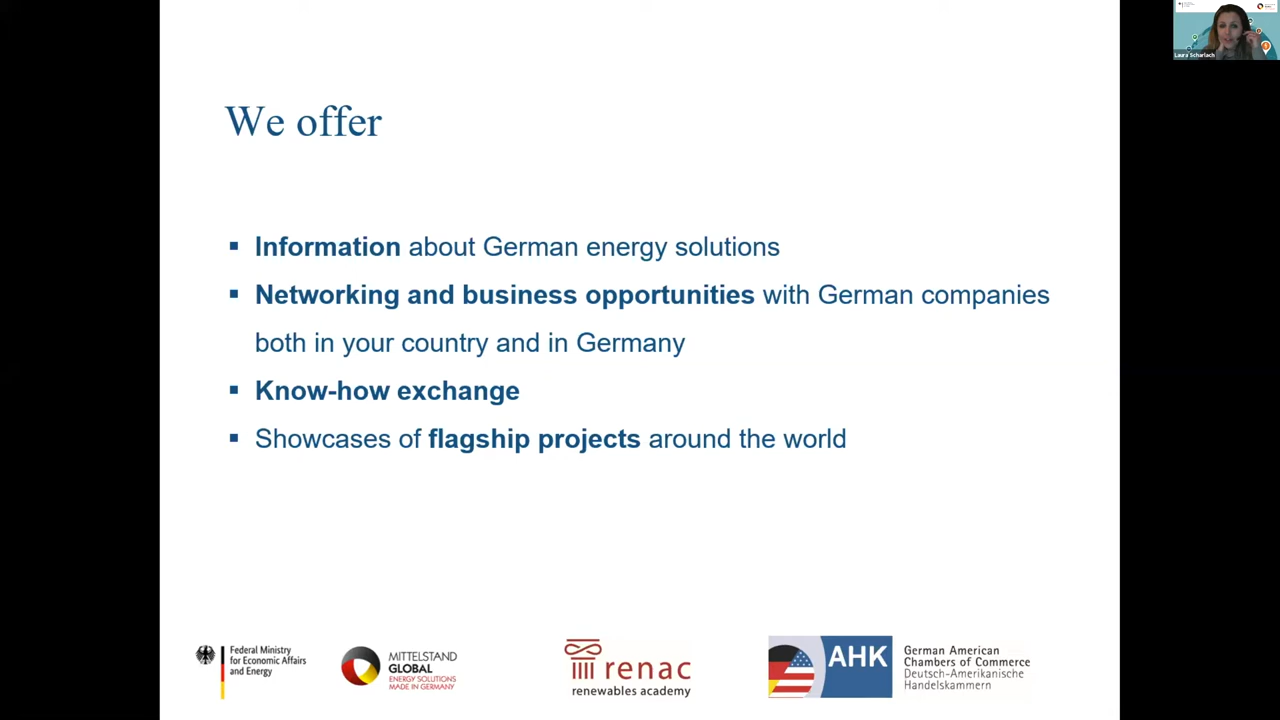 Laura Scharlach
We offer
▪ Information about German energy solutions
▪ Networking and business opportunities with German companies
both in your country and in Germany
▪ Know-how exchange
▪ Showcases of flagship projects around the world
Federal Ministry
for Economic Affairs
and Energy
MITTELSTAND
GLOBAL
ENERGY SOLUTIONS
MADE IN GERMANY
renac
renewables academy
AHK
German American
Chambers of Commerce
Deutsch-Amerikanische
Handelskammern